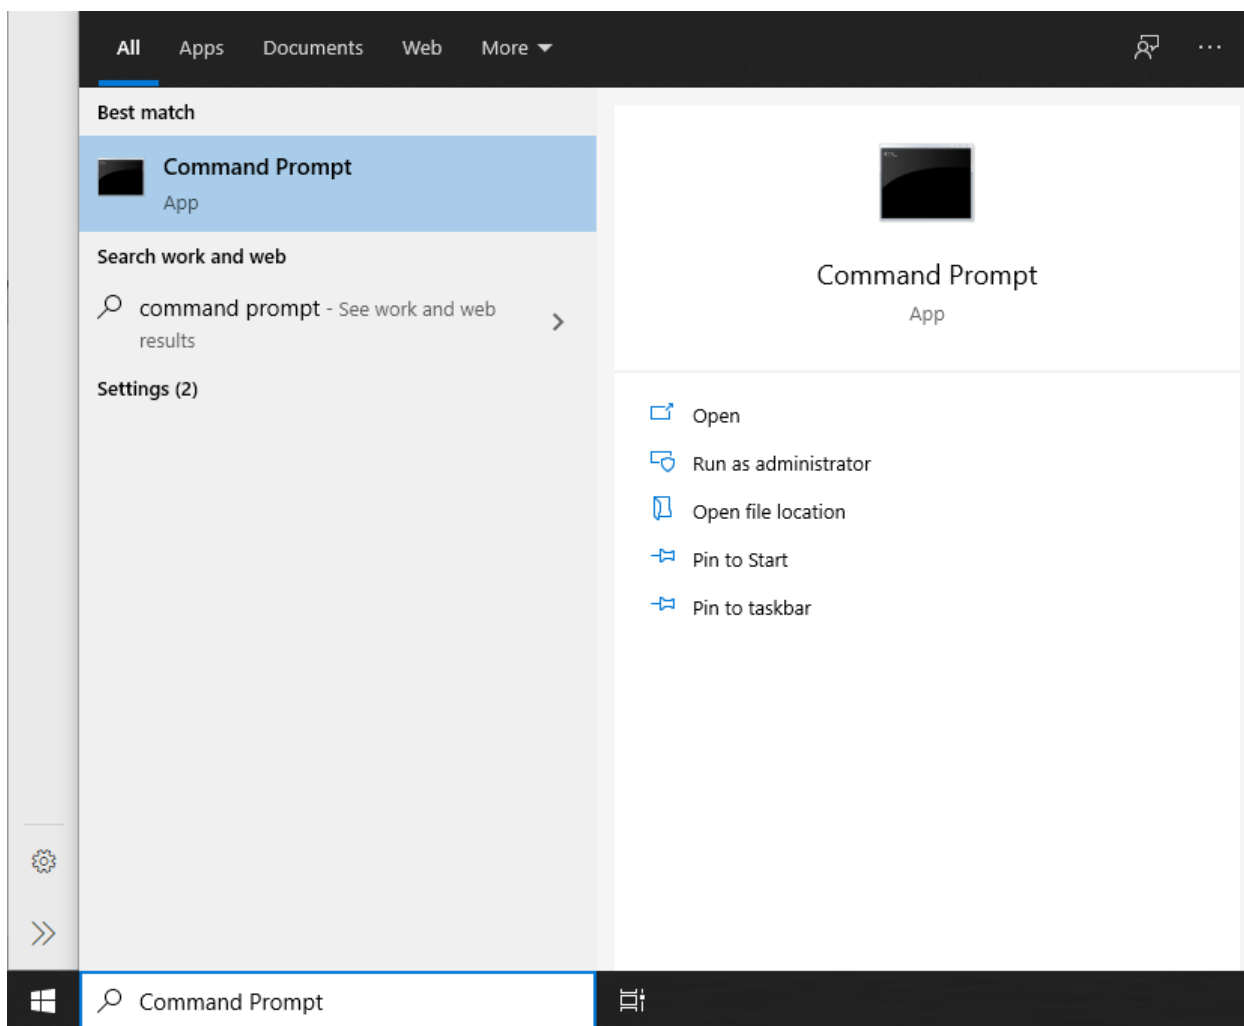 All Apps Documents Web More
Best match
Command Prompt
App
Search work and web
command prompt - See work and web
results
Settings (2)
Command Prompt
App
Open
Run as administrator
Open file location
Pin to Start
Pin to taskbar
Command Prompt